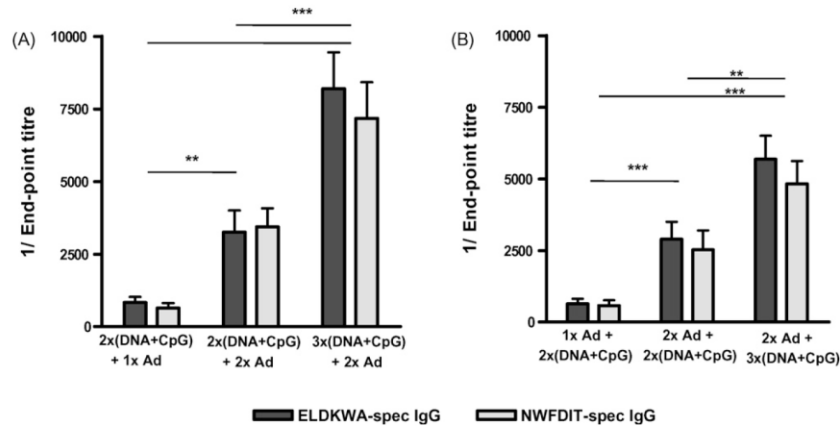 (A)
1/ End-point titre
10000
7500
5000
2500
0
**
***
2x(DNA+CpG)
+ 1x Ad
2x(DNA+CpG)
+ 2x Ad
3x(DNA+CpG)
+ 2x Ad
(B)
1/ End-point titre
10000
7500
5000
2500
0
***
**
***
1x Ad +
2x(DNA+CpG)
2x Ad +
2x(DNA+CpG)
2x Ad +
3x(DNA+CpG)
ELDKWA-spec IgG
NWFDIT-spec IgG